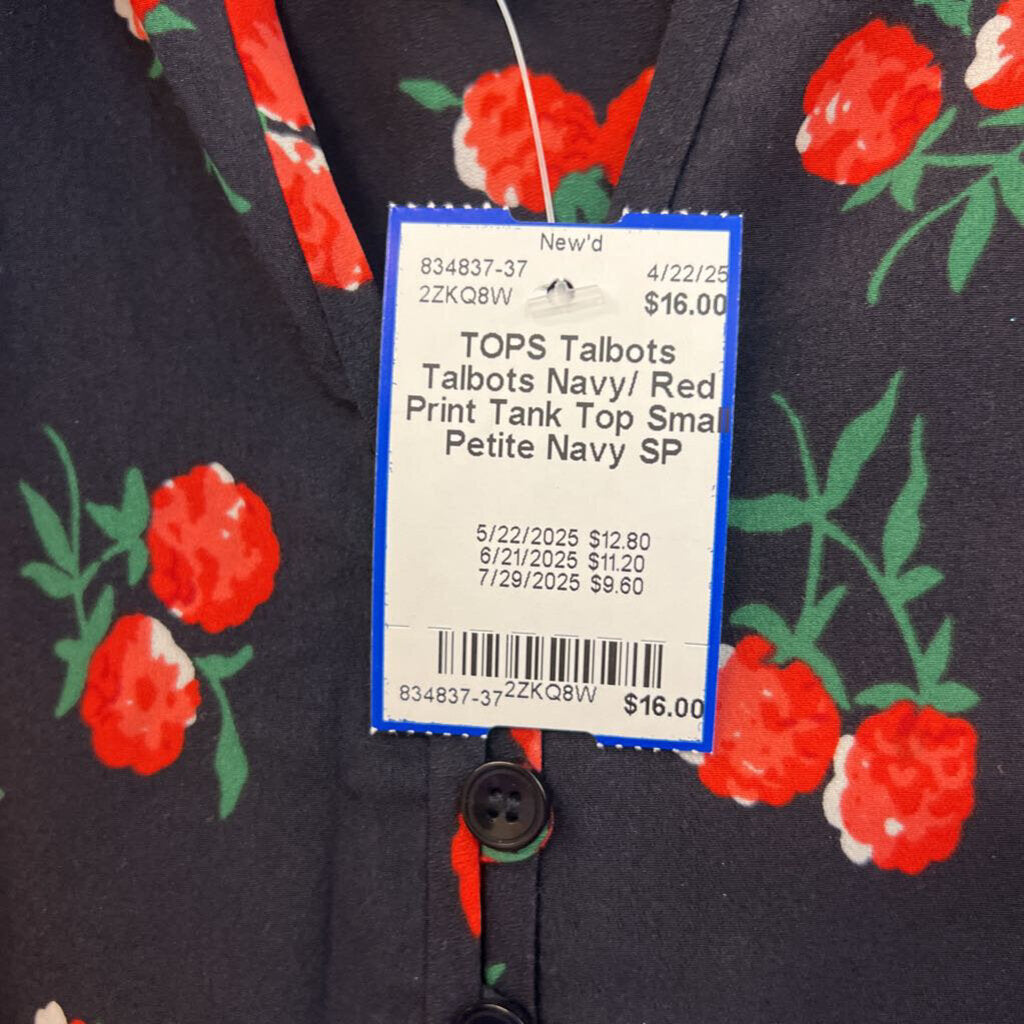 New'd
834837-37 4/22/25
2ZKQ8W $16.00
TOPS Talbots
Talbots Navy/ Red
Print Tank Top Smal
Petite Navy SP
5/22/2025 $12.80
6/21/2025 $11.20
7/29/2025 $9.60
834837-37 2ZKQ8W $16.00